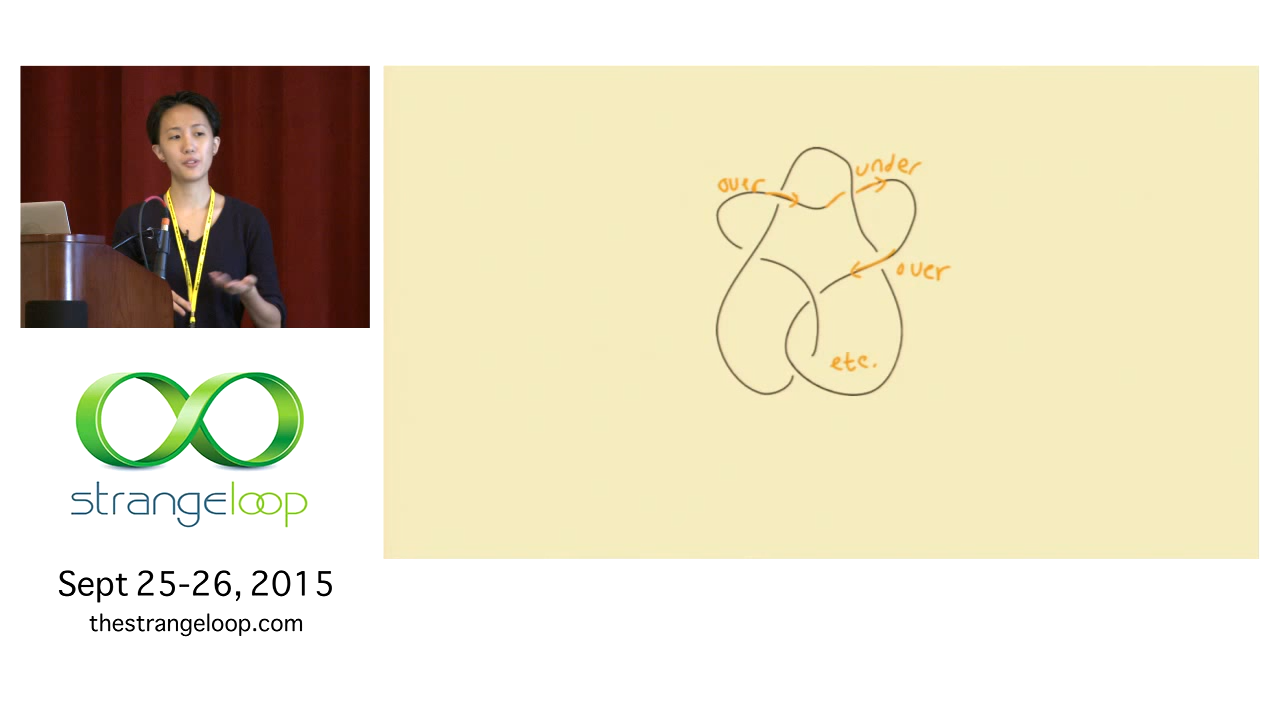 over
under
over
etc.
strangeloop
Sept 25-26, 2015
thestrangeloop.com